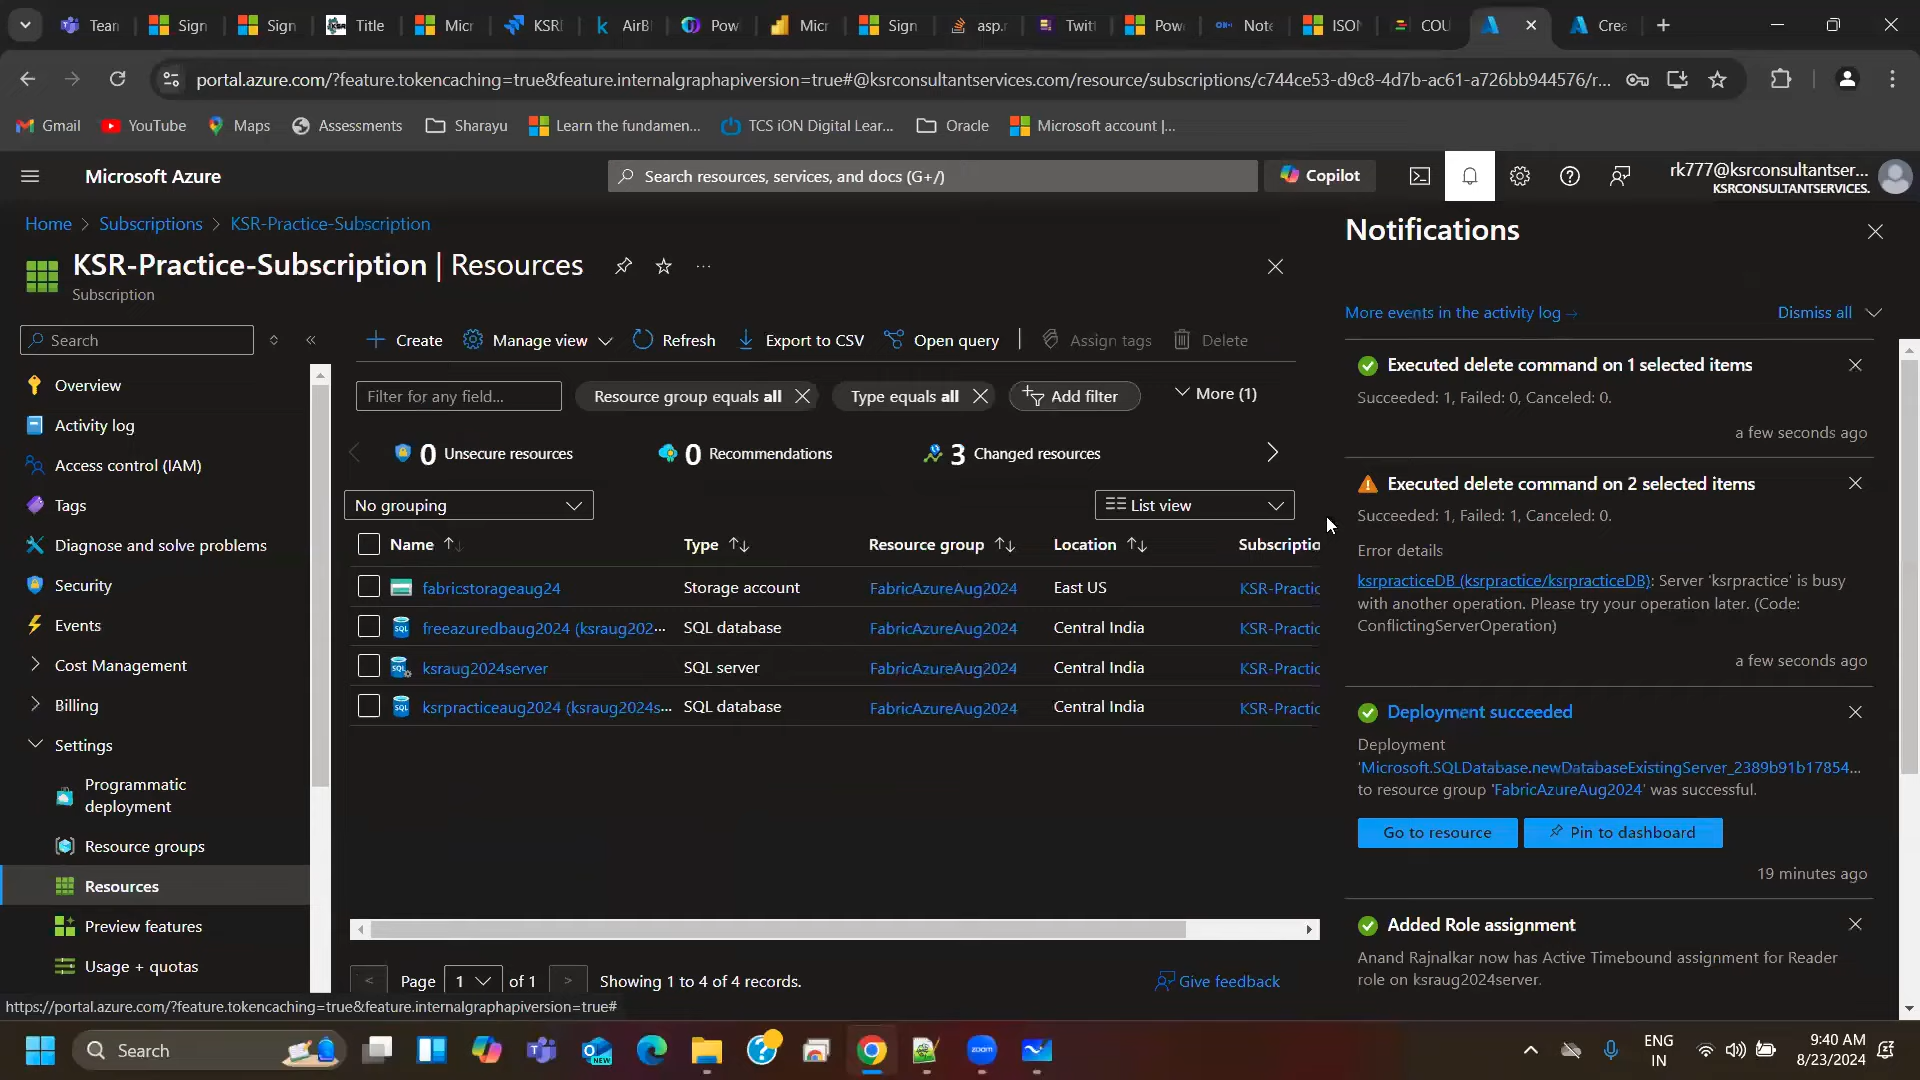 Team
Sign
Sign
Title
Micr
KSRI
AirB
Pow
Micr
Sign
asp.r
Twitt
Pow
Note
ISO
COU
Crea
portal.azure.com/?feature.tokencaching=true&feature.internalgraphapiversion=true#@ksrconsultantservices.com/resource/subscriptions/c744ce53-d9c8-4d7b-ac61-a726bb944576/r...
Gmail
YouTube
Maps
Assessments
Sharayu
Learn the fundamen...
TCS iON Digital Lear...
Oracle
Microsoft account |...
Microsoft Azure
Search resources, services, and docs (G+/)
Copilot
rk777@ksrconsultantser...
KSRCONSULTANTSERVICES.
Home > Subscriptions > KSR-Practice-Subscription
KSR-Practice-Subscription | Resources
Subscription
Search
Overview
Activity log
Access control (IAM)
Tags
Diagnose and solve problems
Security
Events
Cost Management
Billing
Settings
Programmatic
deployment
Resource groups
Resources
Preview features
Usage + quotas
Create
Manage view
Refresh
Export to CSV
Open query
Assign tags
Delete
Filter for any field...
Resource group equals all
Type equals all
Add filter
More (1)
0 Unsecure resources
0 Recommendations
3 Changed resources
No grouping
List view
Name Type Resource group Location Subscriptio
fabricstorageaug24 Storage account FabricAzureAug2024 East US KSR-Practic
freeazuredbaug2024 (ksraug202... SQL database FabricAzureAug2024 Central India KSR-Practic
ksraug2024server SQL server FabricAzureAug2024 Central India KSR-Practic
ksrpracticeaug2024 (ksraug2024s... SQL database FabricAzureAug2024 Central India KSR-Practic
< Page 1 of 1 > Showing 1 to 4 of 4 records.
Give feedback
Notifications
More events in the activity log →
Dismiss all
Executed delete command on 1 selected items
Succeeded: 1, Failed: 0, Canceled: 0.
a few seconds ago
Executed delete command on 2 selected items
Succeeded: 1, Failed: 1, Canceled: 0.
Error details
ksrpracticeDB (ksrpractice/ksrpracticeDB): Server 'ksrpractice' is busy
with another operation. Please try your operation later. (Code:
ConflictingServerOperation)
a few seconds ago
Deployment succeeded
Deployment
'Microsoft.SQLDatabase.newDatabaseExistingServer_2389b91b17854...
to resource group 'FabricAzureAug2024' was successful.
Go to resource
Pin to dashboard
19 minutes ago
Added Role assignment
Anand Rajnalkar now has Active Timebound assignment for Reader
role on ksraug2024server.
https://portal.azure.com/?feature.tokencaching=true&feature.internalgraphapiversion=true#
Search
zoom
ENG
IN
9:40 AM
8/23/2024